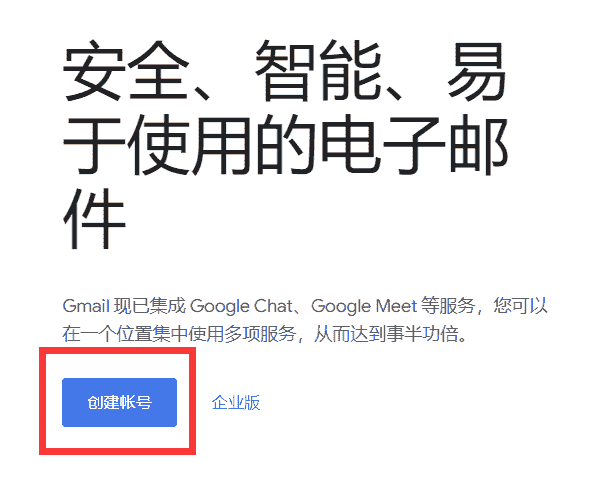 安全、智能、易
于使用的电子邮
件
Gmail 现已集成 Google Chat、Google Meet 等服务，您可以
在一个位置集中使用多项服务，从而达到事半功倍。
创建帐号 企业版